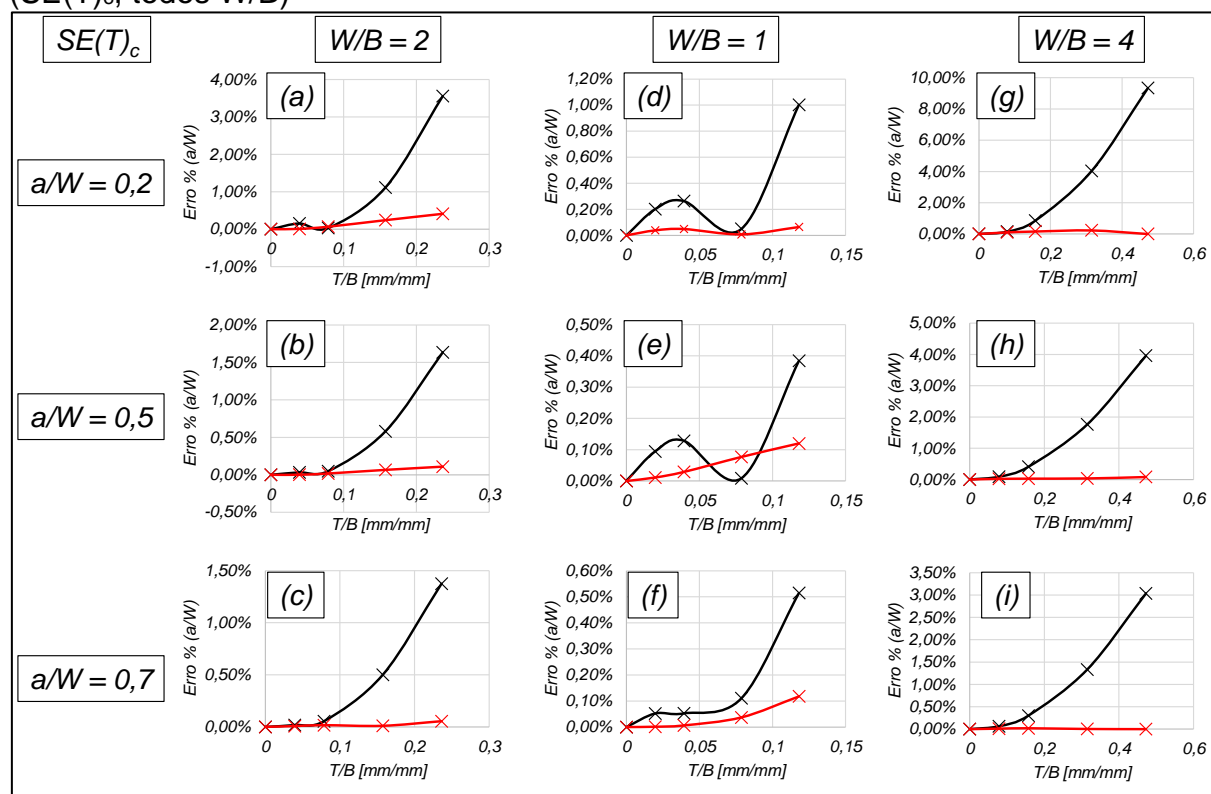 SE(T)c
W/B = 2
W/B = 1
W/B = 4
a/W = 0,2
(a)
Erro % (a/W)
4,00%
3,00%
2,00%
1,00%
0,00%
-1,00%
0
0,1
0,2
0,3
T/B [mm/mm]
(d)
Erro % (a/W)
1,20%
1,00%
0,80%
0,60%
0,40%
0,20%
0,00%
0
0,05
0,1
0,15
T/B [mm/mm]
(g)
Erro % (a/W)
10,00%
8,00%
6,00%
4,00%
2,00%
0,00%
0
0,2
0,4
0,6
T/B [mm/mm]
a/W = 0,5
(b)
Erro % (a/W)
2,00%
1,50%
1,00%
0,50%
0,00%
-0,50%
0
0,1
0,2
0,3
T/B [mm/mm]
(e)
Erro % (a/W)
0,50%
0,40%
0,30%
0,20%
0,10%
0,00%
0
0,05
0,1
0,15
T/B [mm/mm]
(h)
Erro % (a/W)
5,00%
4,00%
3,00%
2,00%
1,00%
0,00%
0
0,2
0,4
0,6
T/B [mm/mm]
a/W = 0,7
(c)
Erro % (a/W)
1,50%
1,00%
0,50%
0,00%
0
0,1
0,2
0,3
T/B [mm/mm]
(f)
Erro % (a/W)
0,60%
0,50%
0,40%
0,30%
0,20%
0,10%
0,00%
0
0,05
0,1
0,15
T/B [mm/mm]
(i)
Erro % (a/W)
3,50%
3,00%
2,50%
2,00%
1,50%
1,00%
0,50%
0,00%
0
0,2
0,4
0,6
T/B [mm/mm]